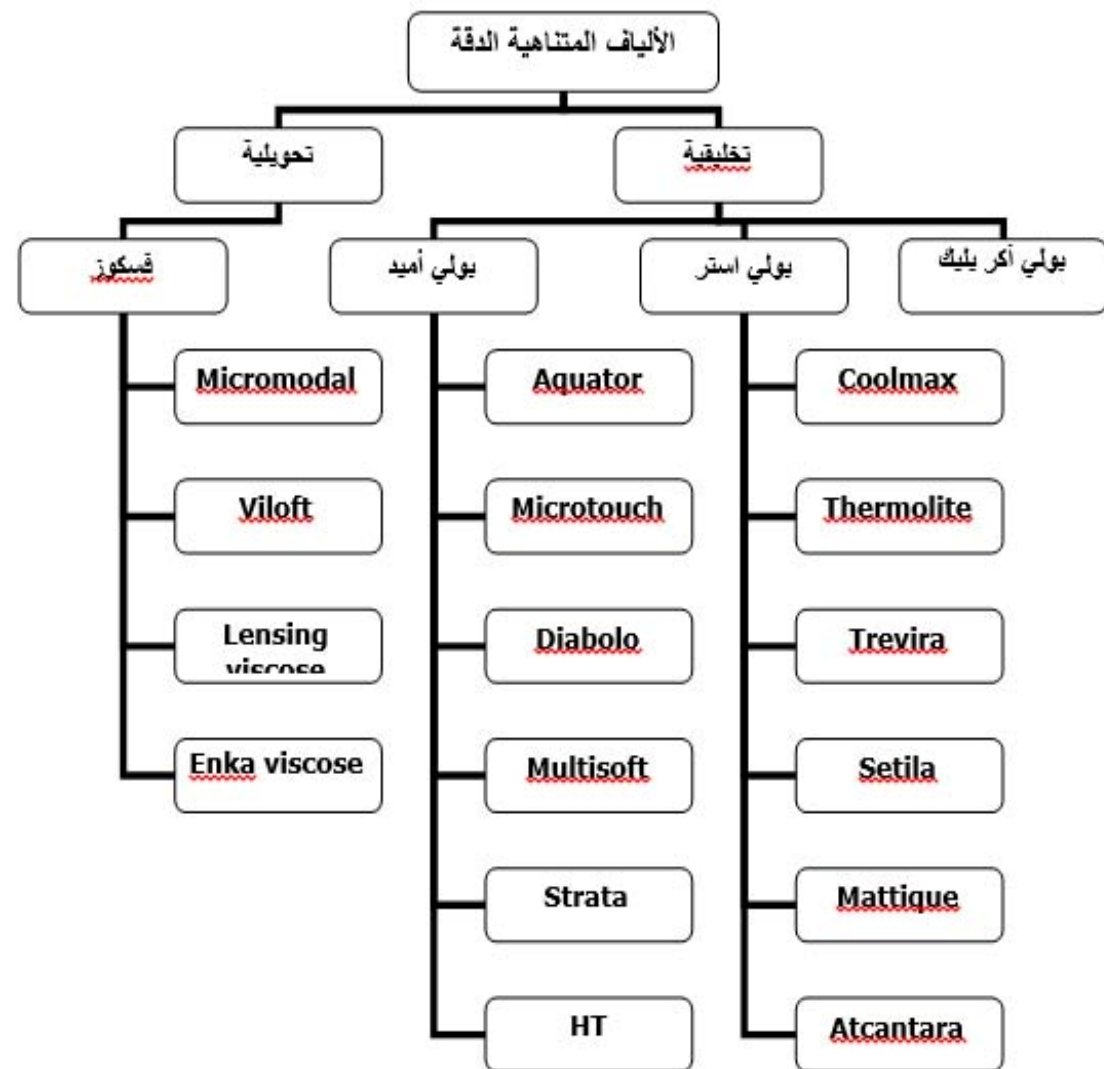 الألياف المتناهية الدقة
تخليقية
تحويلية
بولي أكر يليك
بولي استر
بولي أميد
فسكوز
Coolmax
Thermolite
Trevira
Setila
Mattique
Atcantara
Aquator
Microtouch
Diabolo
Multisoft
Strata
HT
Micromodal
Viloft
Lensing
viscose
Enka viscose